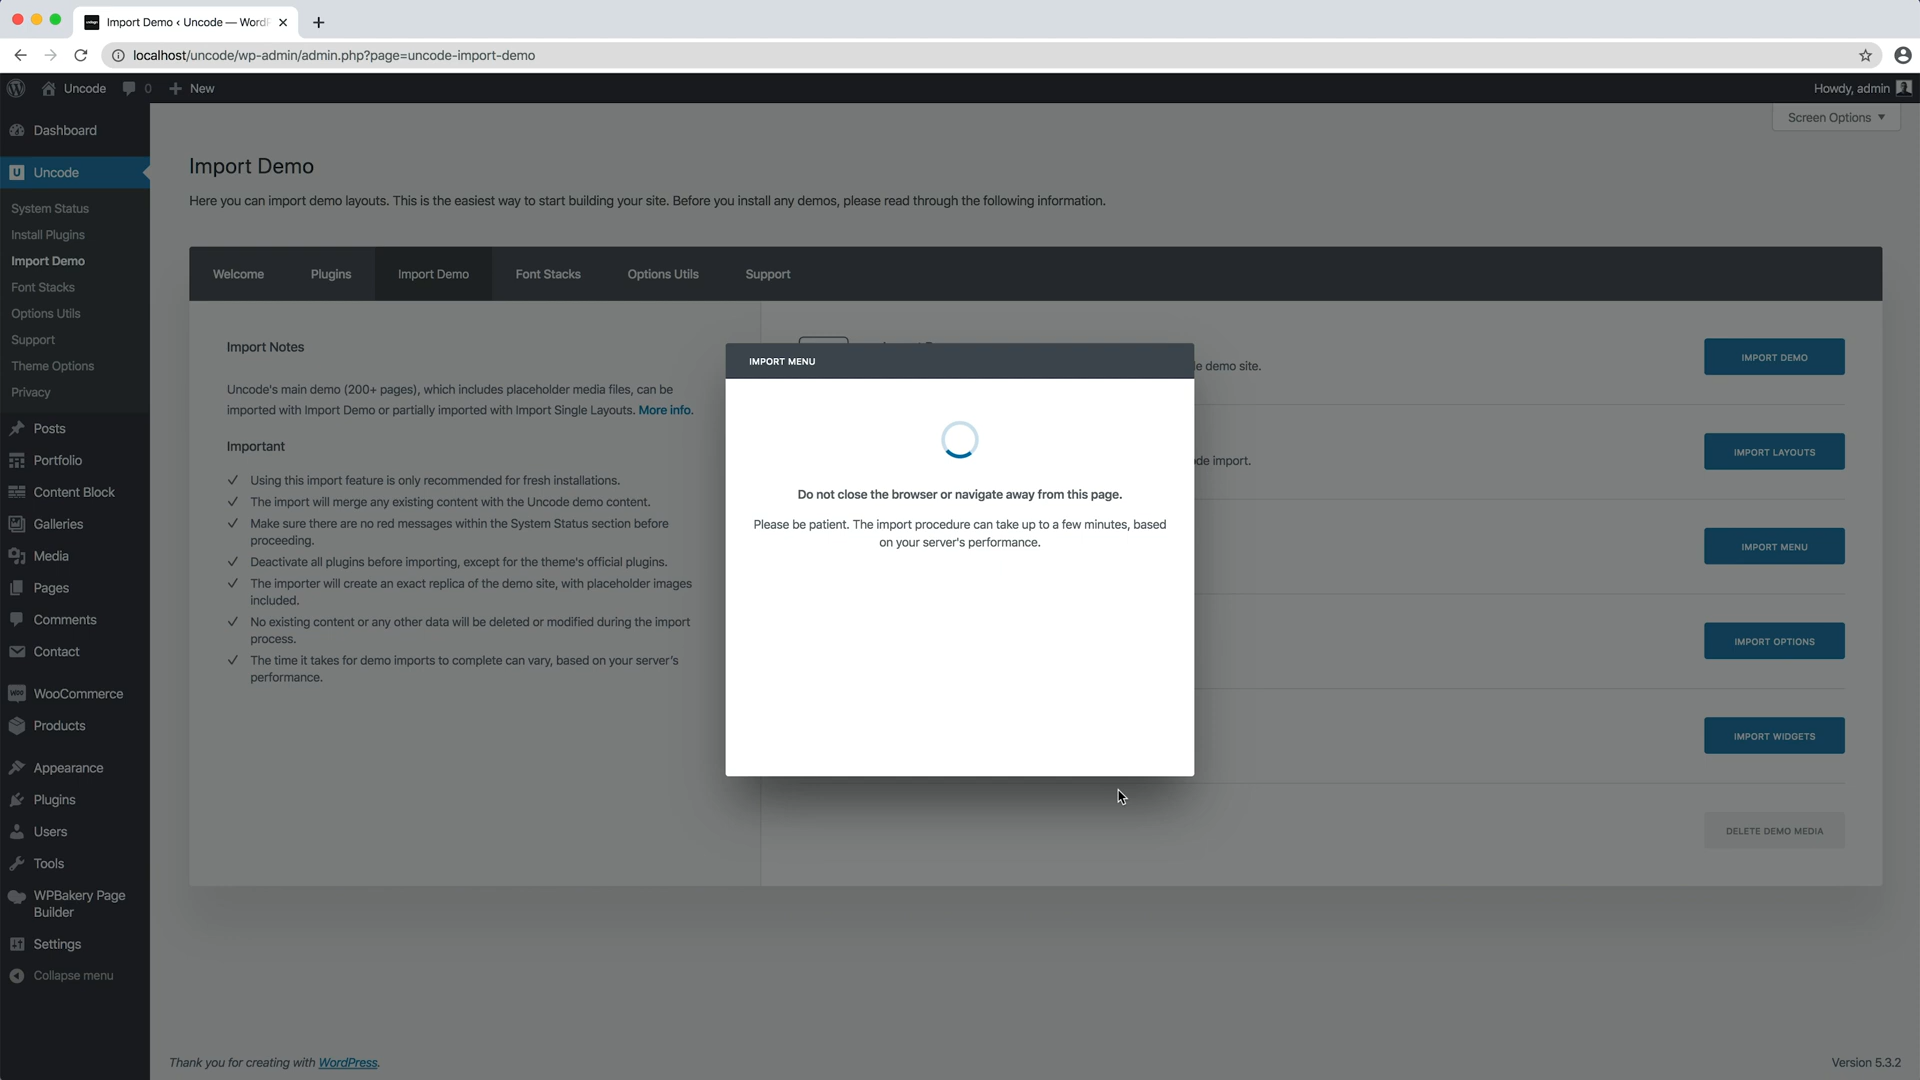 Import Demo ‹ Uncode — WordP
localhost/uncode/wp-admin/admin.php?page=uncode-import-demo
Uncode
0
New
Howdy, admin
Screen Options
Dashboard
Uncode
System Status
Install Plugins
Import Demo
Font Stacks
Options Utils
Support
Theme Options
Privacy
Posts
Portfolio
Content Block
Galleries
Media
Pages
Comments
Contact
WooCommerce
Products
Appearance
Plugins
Users
Tools
WPBakery Page
Builder
Settings
Collapse menu
Import Demo
Here you can import demo layouts. This is the easiest way to start building your site. Before you install any demos, please read through the following information.
Welcome
Plugins
Import Demo
Font Stacks
Options Utils
Support
Import Notes
Uncode's main demo (200+ pages), which includes placeholder media files, can be
imported with Import Demo or partially imported with Import Single Layouts. More info.
Important
Using this import feature is only recommended for fresh installations.
The import will merge any existing content with the Uncode demo content.
Make sure there are no red messages within the System Status section before
proceeding.
Deactivate all plugins before importing, except for the theme's official plugins.
The importer will create an exact replica of the demo site, with placeholder images
included.
No existing content or any other data will be deleted or modified during the import
process.
The time it takes for demo imports to complete can vary, based on your server's
performance.
IMPORT MENU
Do not close the browser or navigate away from this page.
Please be patient. The import procedure can take up to a few minutes, based
on your server's performance.
demo site.
import.
IMPORT DEMO
IMPORT LAYOUTS
IMPORT MENU
IMPORT OPTIONS
IMPORT WIDGETS
DELETE DEMO MEDIA
Thank you for creating with WordPress.
Version 5.3.2